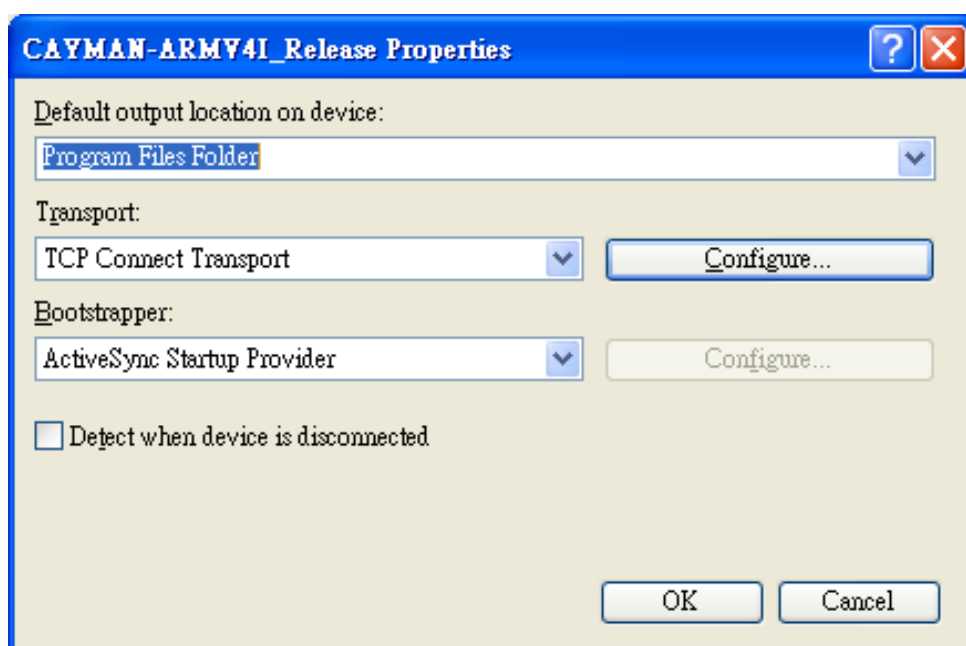 CAYMAN-ARMV4I_Release Properties
Default output location on device:
Program Files Folder
Transport:
TCP Connect Transport
Configure...
Bootstrapper:
ActiveSync Startup Provider
Configure...
Detect when device is disconnected
OK
Cancel